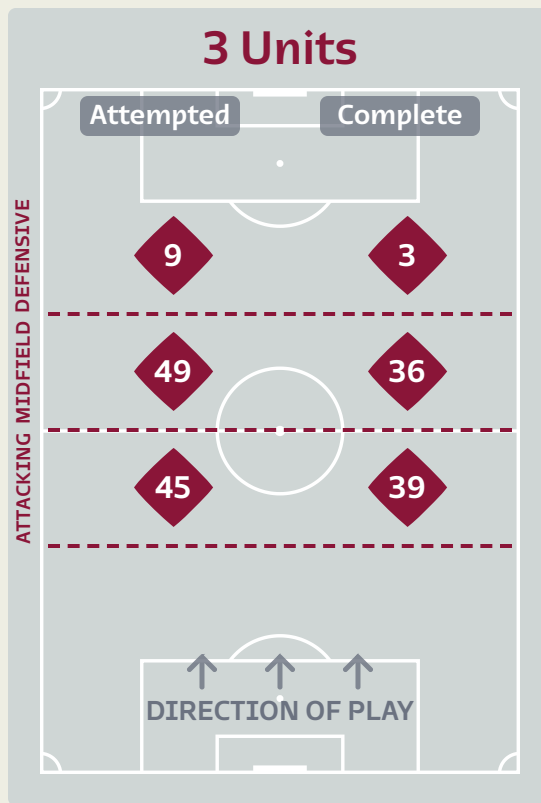 3 Units
Attempted Complete
ATTACKING MIDFIELD DEFENSIVE
9 3
49 36
45 39
DIRECTION OF PLAY